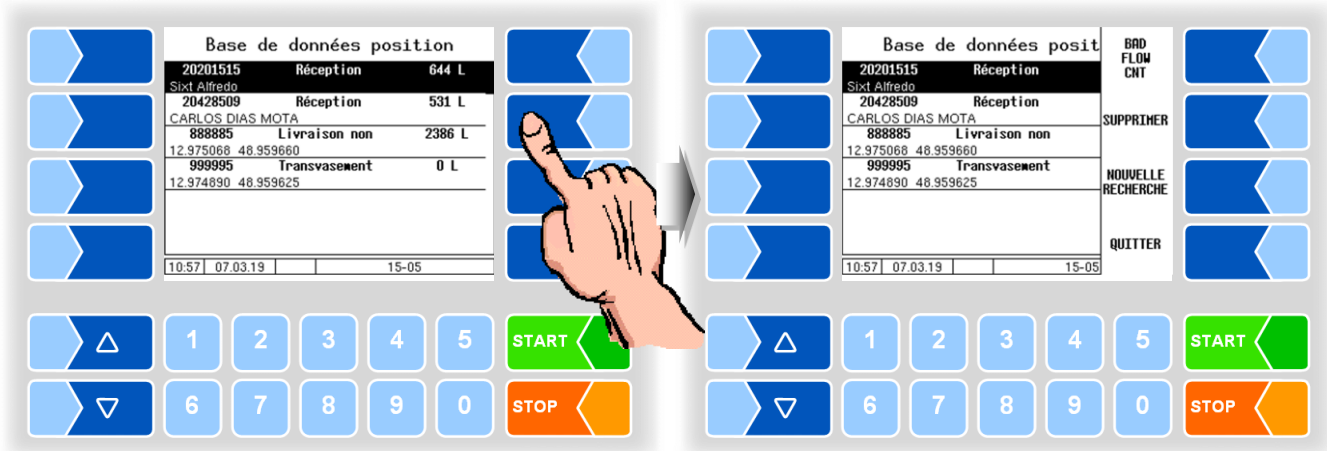 Base de données position
20201515 Réception 644 L
Sixt Alfredo
20428509 Réception 531 L
CARLOS DIAS MOTA
888885 Livraison non 2386 L
12.975068 48.959660
999995 Transvasement 0 L
12.974890 48.959625
10:57 07.03.19 15-05
1 2 3 4 5 START
6 7 8 9 0 STOP
Base de données posit
20201515 Réception
Sixt Alfredo
20428509 Réception
CARLOS DIAS MOTA
888885 Livraison non
12.975068 48.959660
999995 Transvasement
12.974890 48.959625
10:57 07.03.19 15-05
BAD
FLOW
CNT
SUPPRIMER
NOUVELLE
RECHERCHE
QUITTER
1 2 3 4 5 START
6 7 8 9 0 STOP